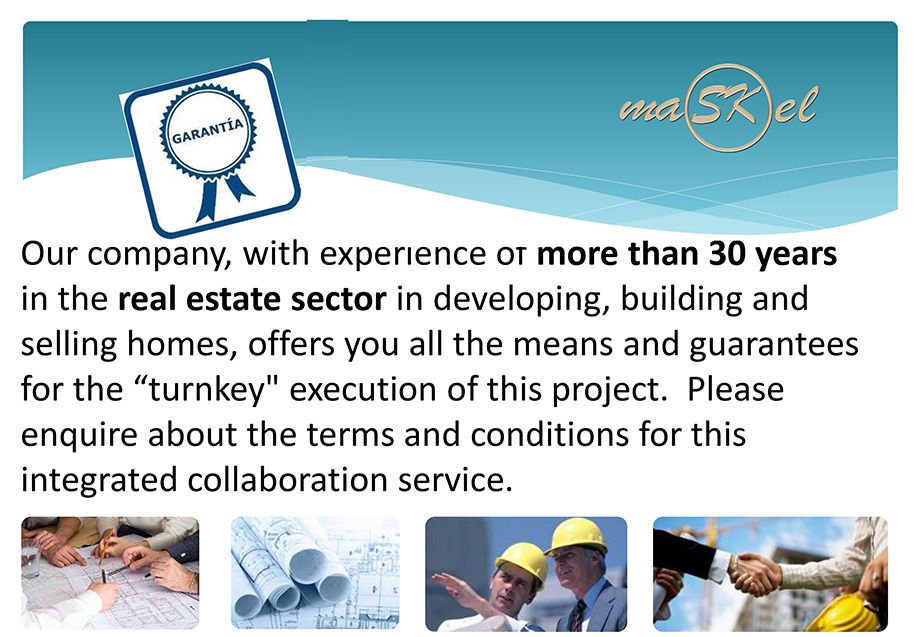 GARANTÍA
maSKel
Our company, with experience of more than 30 years
in the real estate sector in developing, building and
selling homes, offers you all the means and guarantees
for the “turnkey" execution of this project.  Please
enquire about the terms and conditions for this
integrated collaboration service.